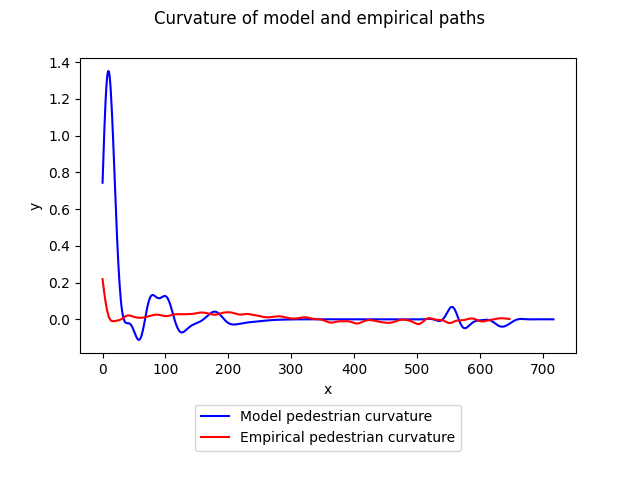 Curvature of model and empirical paths
1.4
1.2
1.0
0.8
0.6
0.4
0.2
0.0
y
0 100 200 300 400 500 600 700
x
Model pedestrian curvature
Empirical pedestrian curvature